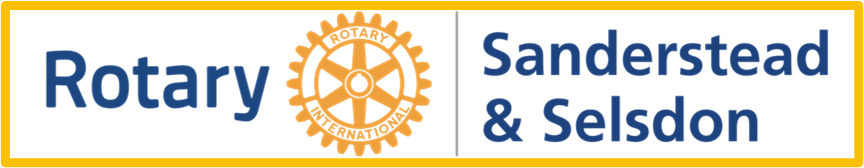 Rotary
ROTARY
INTERNATIONAL
Sanderstead
& Selsdon